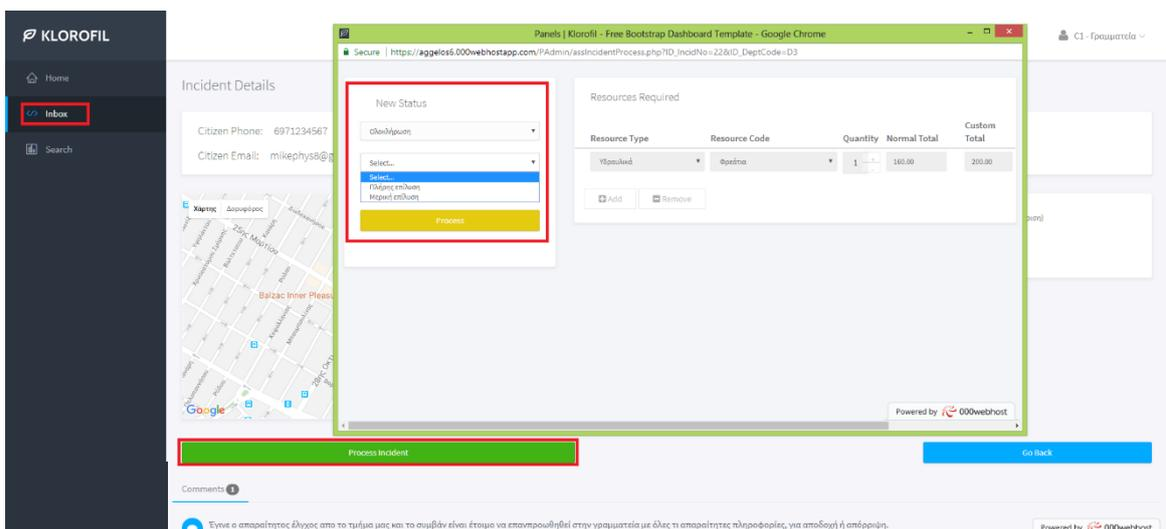 KLOROFIL
Home
Inbox
Search
C1 - Γραμματεία
Incident Details
Citizen Phone: 6971234567
Citizen Email: mikephys8@g
Χάρτης Δορυφόρος
25ης Μαρτίου
Balzac Inner Pleasu
Google
Panels | Klorofil - Free Bootstrap Dashboard Template - Google Chrome
Secure | https://aggelos6.000webhostapp.com/PAdmin/assIncidentProcess.php?ID_IncidNo=22&ID_DeptCode=D3
New Status
Ολοκλήρωση
Select...
Select...
Πλήρης επίλυση
Μερική επίλυση
Process
Resources Required
Resource Type Resource Code Quantity Normal Total Custom Total
Υδραυλικά Φρεάτια 1 160.00 200.00
Add Remove
Powered by 000webhost
Process Incident
Go Back
Comments 1
Έγινε ο απαραίτητος έλεγχος απο το τμήμα μας και το συμβάν είναι έτοιμο να επανπροωθηθεί στην γραμματεία με όλες τι απαραίτητες πληροφορίες, για αποδοχή ή απόρριψη.
Powered by 000webhost